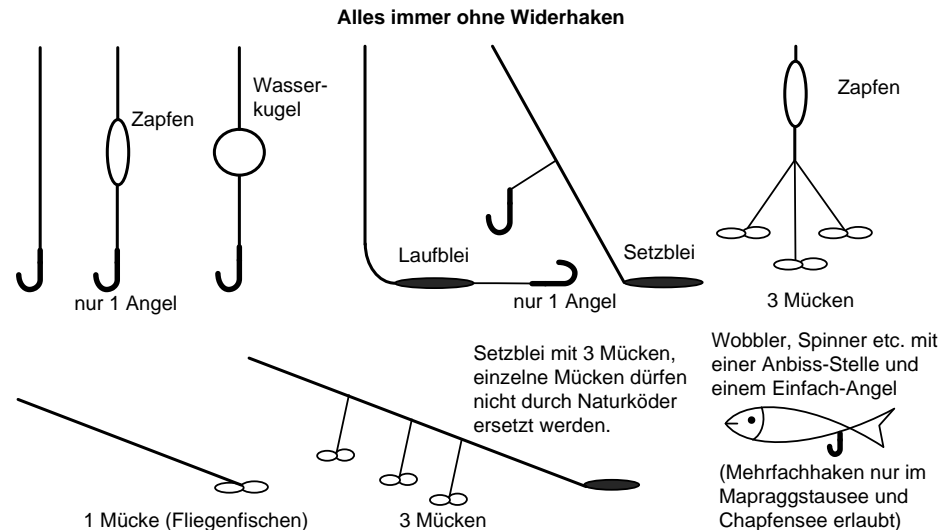 Alles immer ohne Widerhaken
Zapfen
Wasser-
kugel
Zapfen
Laufblei
Setzblei
nur 1 Angel
nur 1 Angel
3 Mücken
Setzblei mit 3 Mücken,
einzelne Mücken dürfen
nicht durch Naturköder
ersetzt werden.
Wobbler, Spinner etc. mit
einer Anbiss-Stelle und
einem Einfach-Angel
(Mehrfachhaken nur im
Mapraggstausee und
Chapfensee erlaubt)
1 Mücke (Fliegenfischen)
3 Mücken